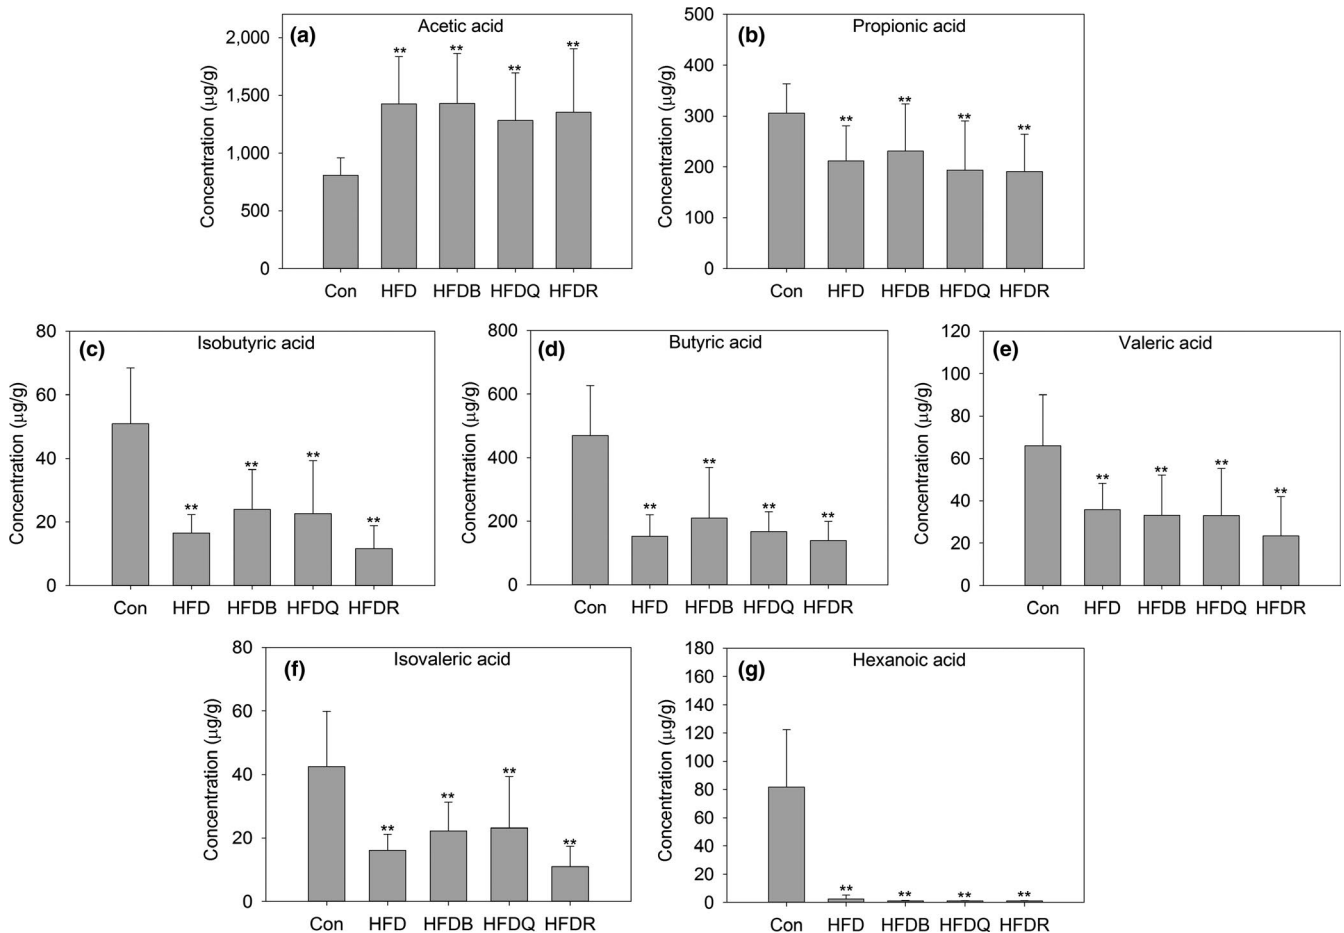 (a) Acetic acid
Concentration (µg/g)
2,000
1,500
1,000
500
0
** ** ** **
Con HFD HFDB HFDQ HFDR
(b) Propionic acid
Concentration (µg/g)
500
400
300
200
100
0
** ** ** **
Con HFD HFDB HFDQ HFDR
(c) Isobutyric acid
Concentration (µg/g)
80
60
40
20
0
** ** ** **
Con HFD HFDB HFDQ HFDR
(d) Butyric acid
Concentration (µg/g)
800
600
400
200
0
** ** ** **
Con HFD HFDB HFDQ HFDR
(e) Valeric acid
Concentration (µg/g)
120
100
80
60
40
20
0
** ** ** **
Con HFD HFDB HFDQ HFDR
(f) Isovaleric acid
Concentration (µg/g)
80
60
40
20
0
** ** ** **
Con HFD HFDB HFDQ HFDR
(g) Hexanoic acid
Concentration (µg/g)
180
160
140
120
100
80
60
40
20
0
** ** ** **
Con HFD HFDB HFDQ HFDR